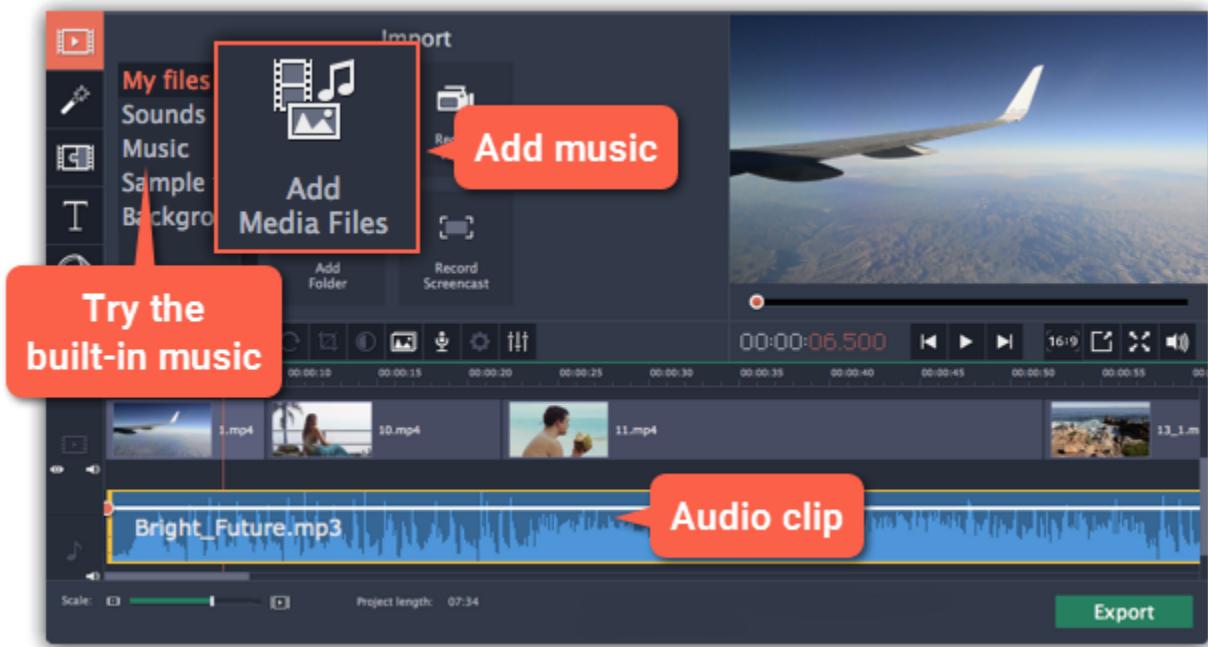 Import
My files
Sounds
Music
Sample
Backgro
Add
Media Files
Add music
Add
Folder
Record
Screencast
Try the
built-in music
00:00:06.500
16:9
00:00:10 00:00:15 00:00:20 00:00:25 00:00:30 00:00:35 00:00:40 00:00:45 00:00:50 00:00:55
1.mp4 10.mp4 11.mp4 13_1.m
Bright_Future.mp3
Audio clip
Scale: Project length: 07:34
Export